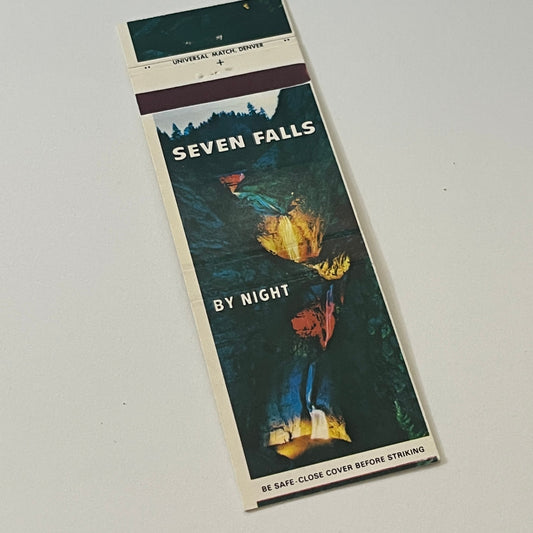 UNIVERSAL MATCH, DENVER
SEVEN FALLS
BY NIGHT
BE SAFE-CLOSE COVER BEFORE STRIKING